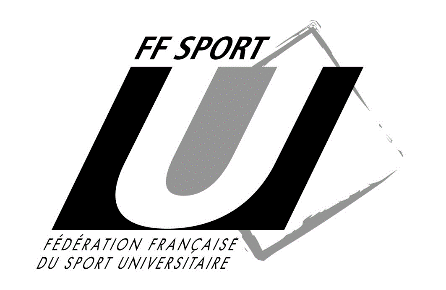 FF SPORT
U
FÉDÉRATION FRANÇAISE
DU SPORT UNIVERSITAIRE